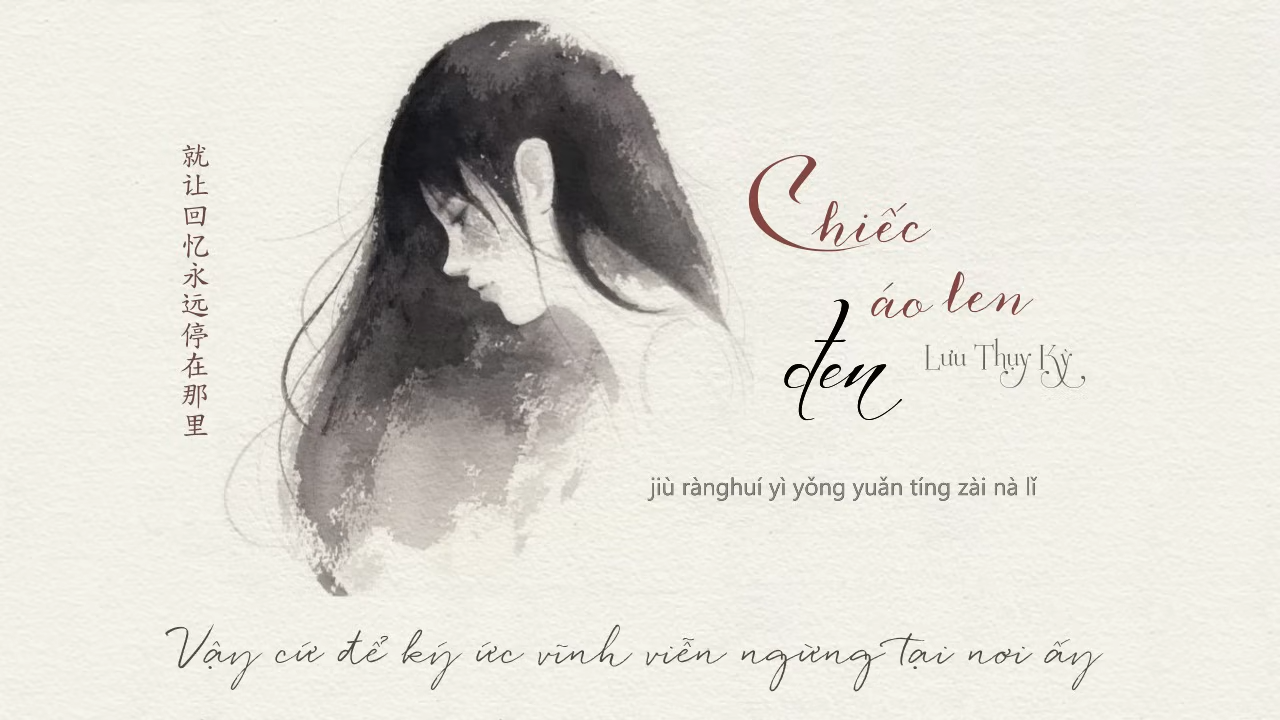 就让回忆永远停在那里
Chiếc
áo len
đen
Lưu Thụy Kỳ
jiù rànghuí yì yǒng yuǎn tíng zài nà lǐ
Vậy cứ để ký ức vĩnh viễn ngừng tại nơi ấy